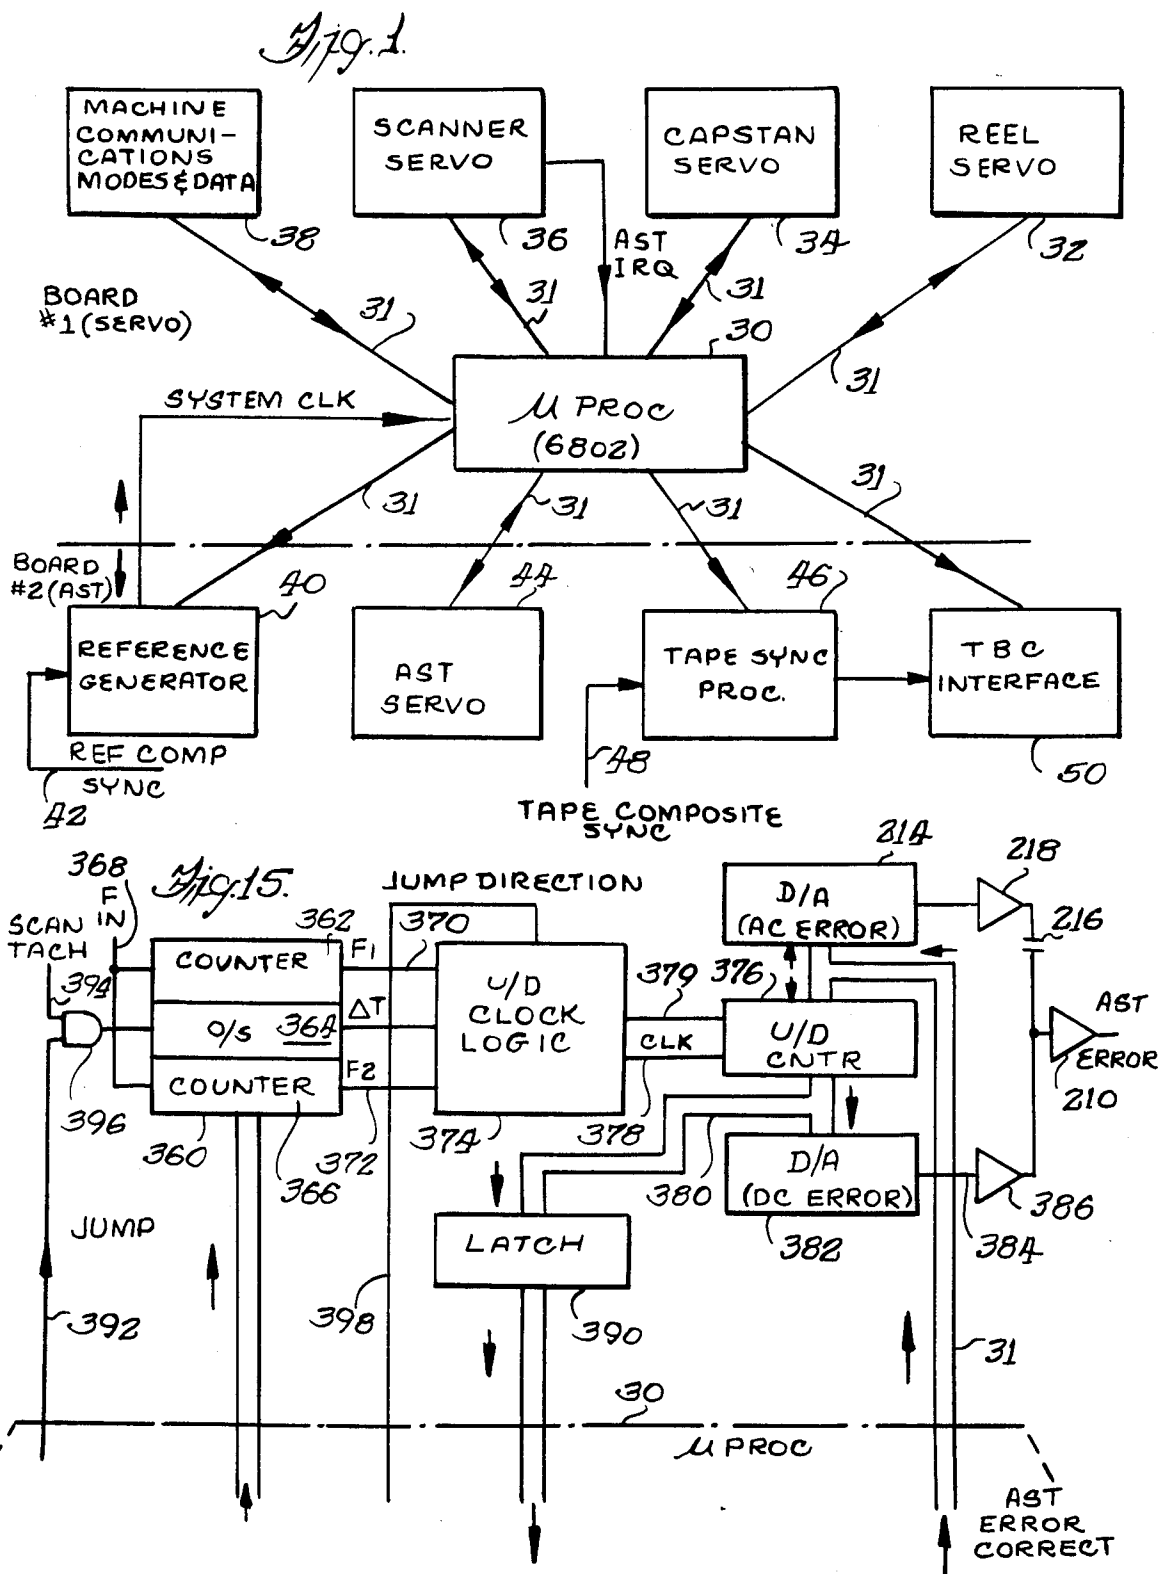 Fig. 1.
MACHINE
COMMUNI-
CATIONS
MODES & DATA
SCANNER
SERVO
CAPSTAN
SERVO
REEL
SERVO
38
36
34
32
AST
IRQ
BOARD
#1 (SERVO)
31
31
31
31
30
SYSTEM CLK
μ PROC
(6802)
31
31
31
31
BOARD
#2 (AST)
40
44
46
REFERENCE
GENERATOR
AST
SERVO
TAPE SYNC
PROC.
TBC
INTERFACE
REF COMP
SYNC
42
48
50
TAPE COMPOSITE
SYNC
Fig. 15.
368
F
IN
SCAN
TACH
394
396
COUNTER
362
O/S
364
COUNTER
360
366
F1
ΔT
F2
370
372
JUMP DIRECTION
U/D
CLOCK
LOGIC
374
379
CLK
378
376
214
D/A
(AC ERROR)
U/D
CNTR
218
216
AST
ERROR
210
380
D/A
(DC ERROR)
382
384
386
JUMP
392
398
LATCH
390
31
30
μ PROC
AST
ERROR
CORRECT